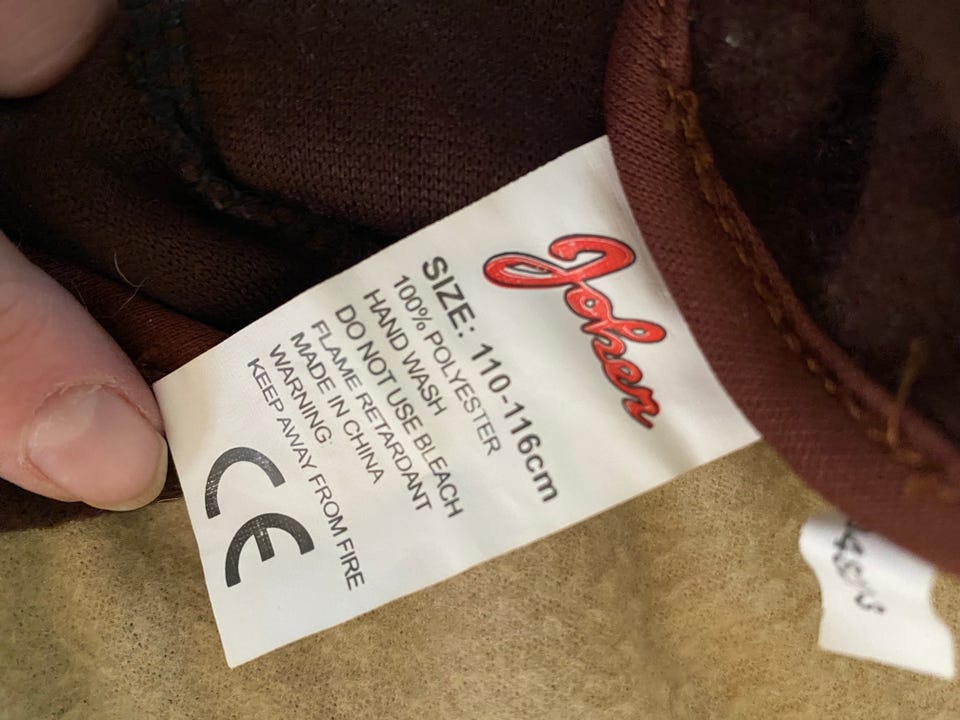 Joker
SIZE: 110-116cm
100% POLYESTER
HAND WASH
DO NOT USE BLEACH
FLAME RETARDANT
MADE IN CHINA
WARNING:
KEEP AWAY FROM FIRE
CE